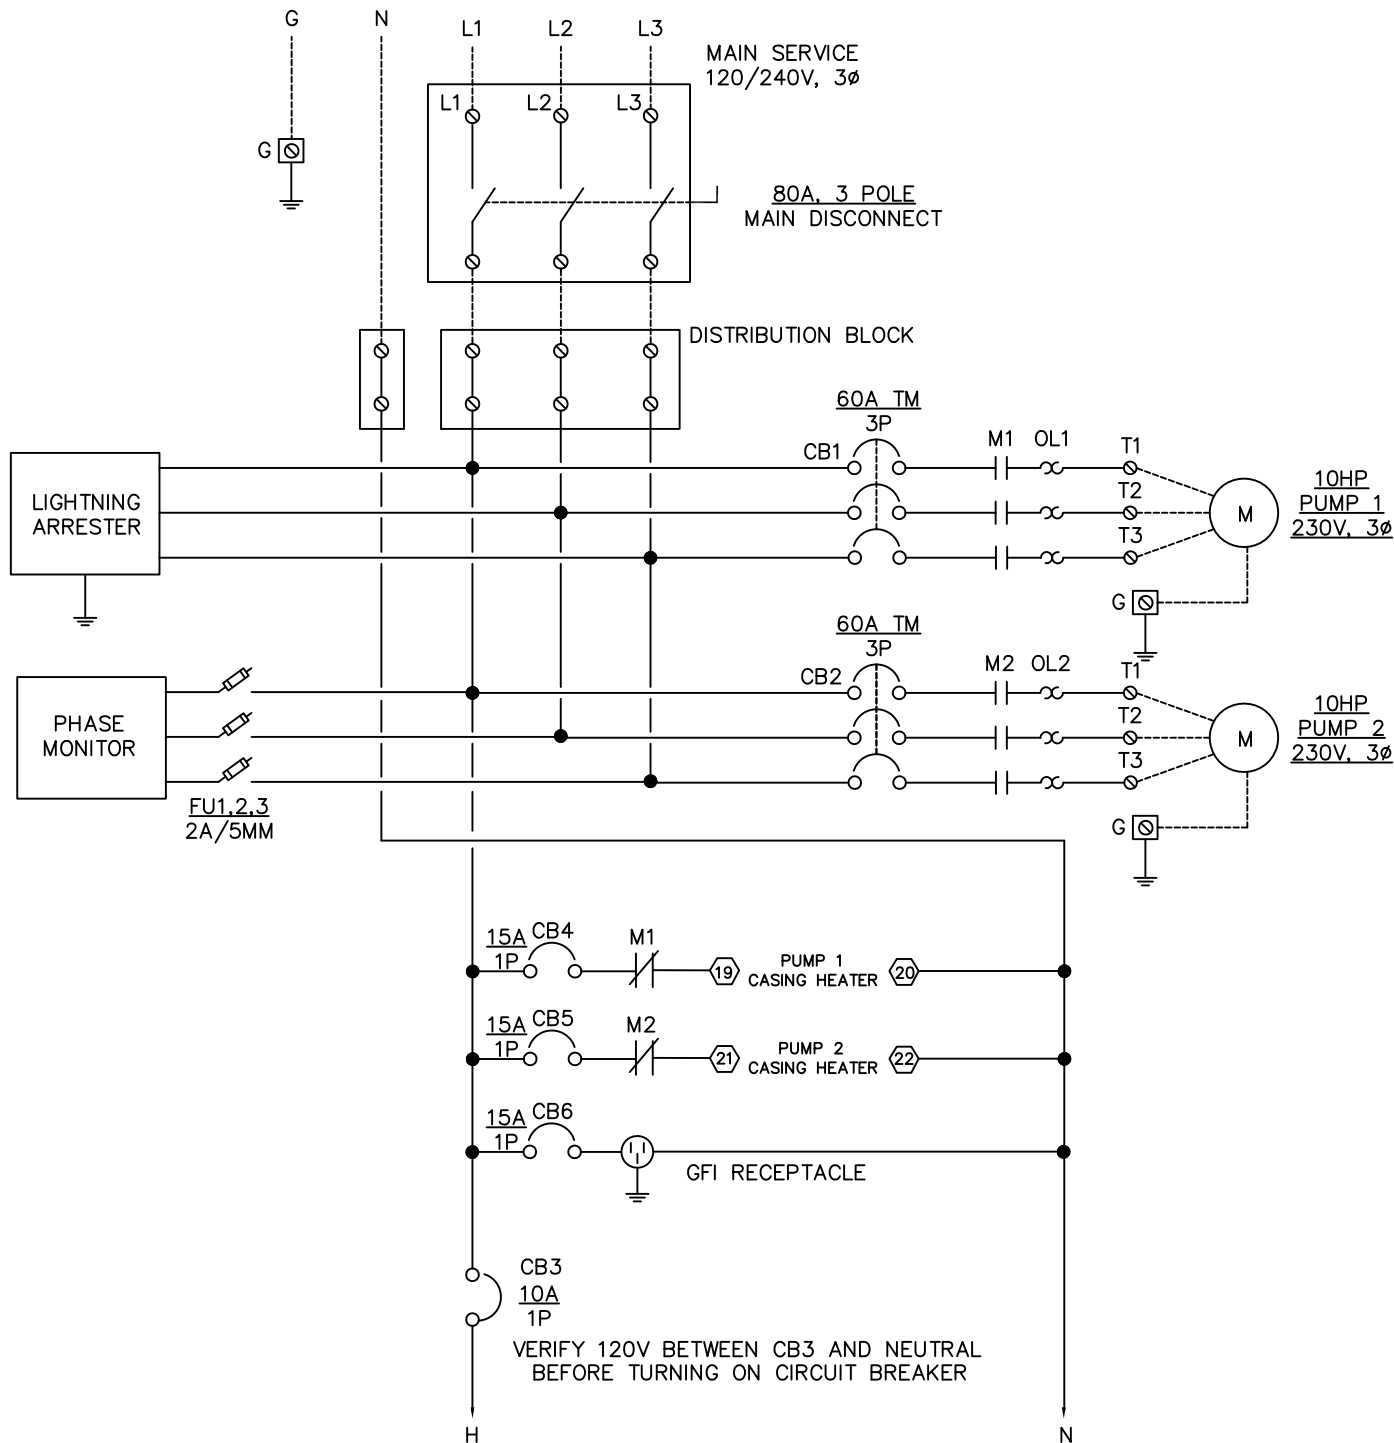 G
N
L1
L2
L3
MAIN SERVICE
120/240V, 3ø
L1
L2
L3
G
80A, 3 POLE
MAIN DISCONNECT
DISTRIBUTION BLOCK
60A TM
3P
CB1
M1
OL1
T1
T2
T3
LIGHTNING
ARRESTER
M
10HP
PUMP 1
230V, 3ø
G
60A TM
3P
CB2
M2
OL2
T1
T2
T3
PHASE
MONITOR
M
10HP
PUMP 2
230V, 3ø
FU1,2,3
2A/5MM
G
15A
1P
CB4
M1
19
PUMP 1
CASING HEATER
20
15A
1P
CB5
M2
21
PUMP 2
CASING HEATER
22
15A
1P
CB6
GFI RECEPTACLE
CB3
10A
1P
VERIFY 120V BETWEEN CB3 AND NEUTRAL
BEFORE TURNING ON CIRCUIT BREAKER
H
N